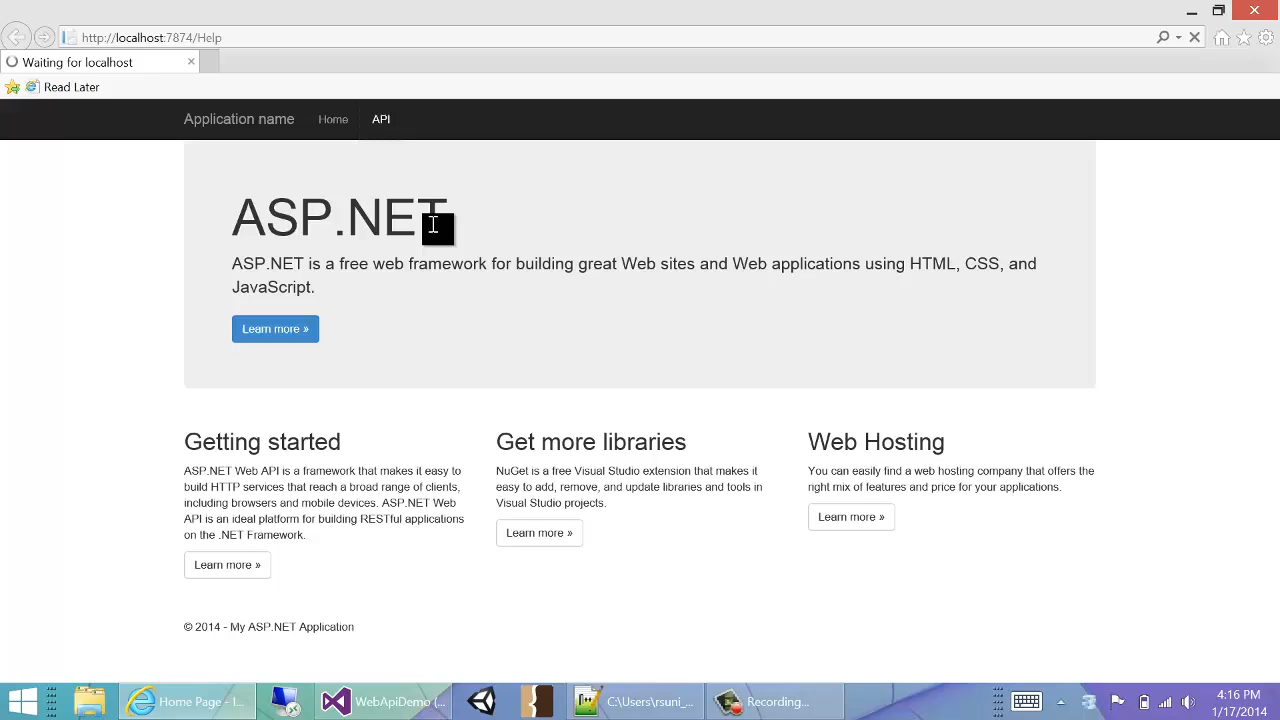 http://localhost:7874/Help
Waiting for localhost
Read Later
Application name Home API
ASP.NET
ASP.NET is a free web framework for building great Web sites and Web applications using HTML, CSS, and
JavaScript.
Learn more »
Getting started
ASP.NET Web API is a framework that makes it easy to
build HTTP services that reach a broad range of clients,
including browsers and mobile devices. ASP.NET Web
API is an ideal platform for building RESTful applications
on the .NET Framework.
Learn more »
Get more libraries
NuGet is a free Visual Studio extension that makes it
easy to add, remove, and update libraries and tools in
Visual Studio projects.
Learn more »
Web Hosting
You can easily find a web hosting company that offers the
right mix of features and price for your applications.
Learn more »
© 2014 - My ASP.NET Application
Home Page - I...
WebApiDemo (...
C:\Users\rsuni_...
Recording...
4:16 PM
1/17/2014